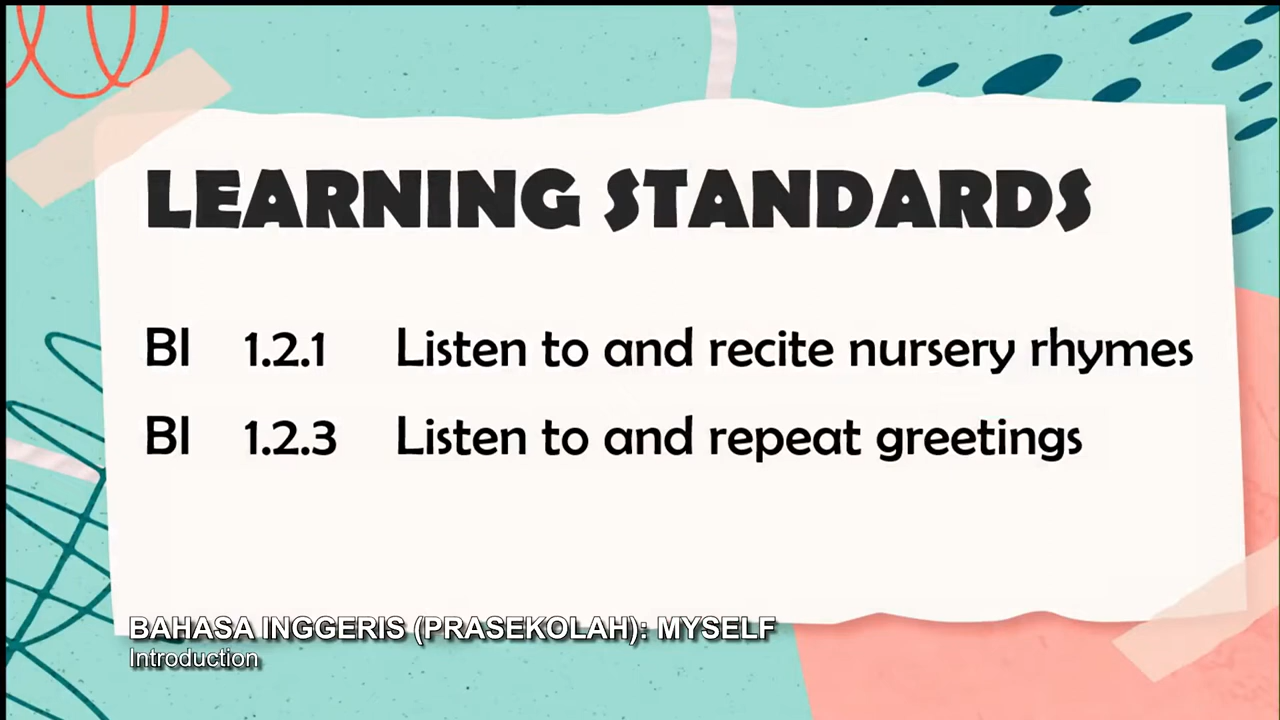 LEARNING STANDARDS
BI 1.2.1 Listen to and recite nursery rhymes
BI 1.2.3 Listen to and repeat greetings
BAHASA INGGERIS (PRASEKOLAH): MYSELF
Introduction